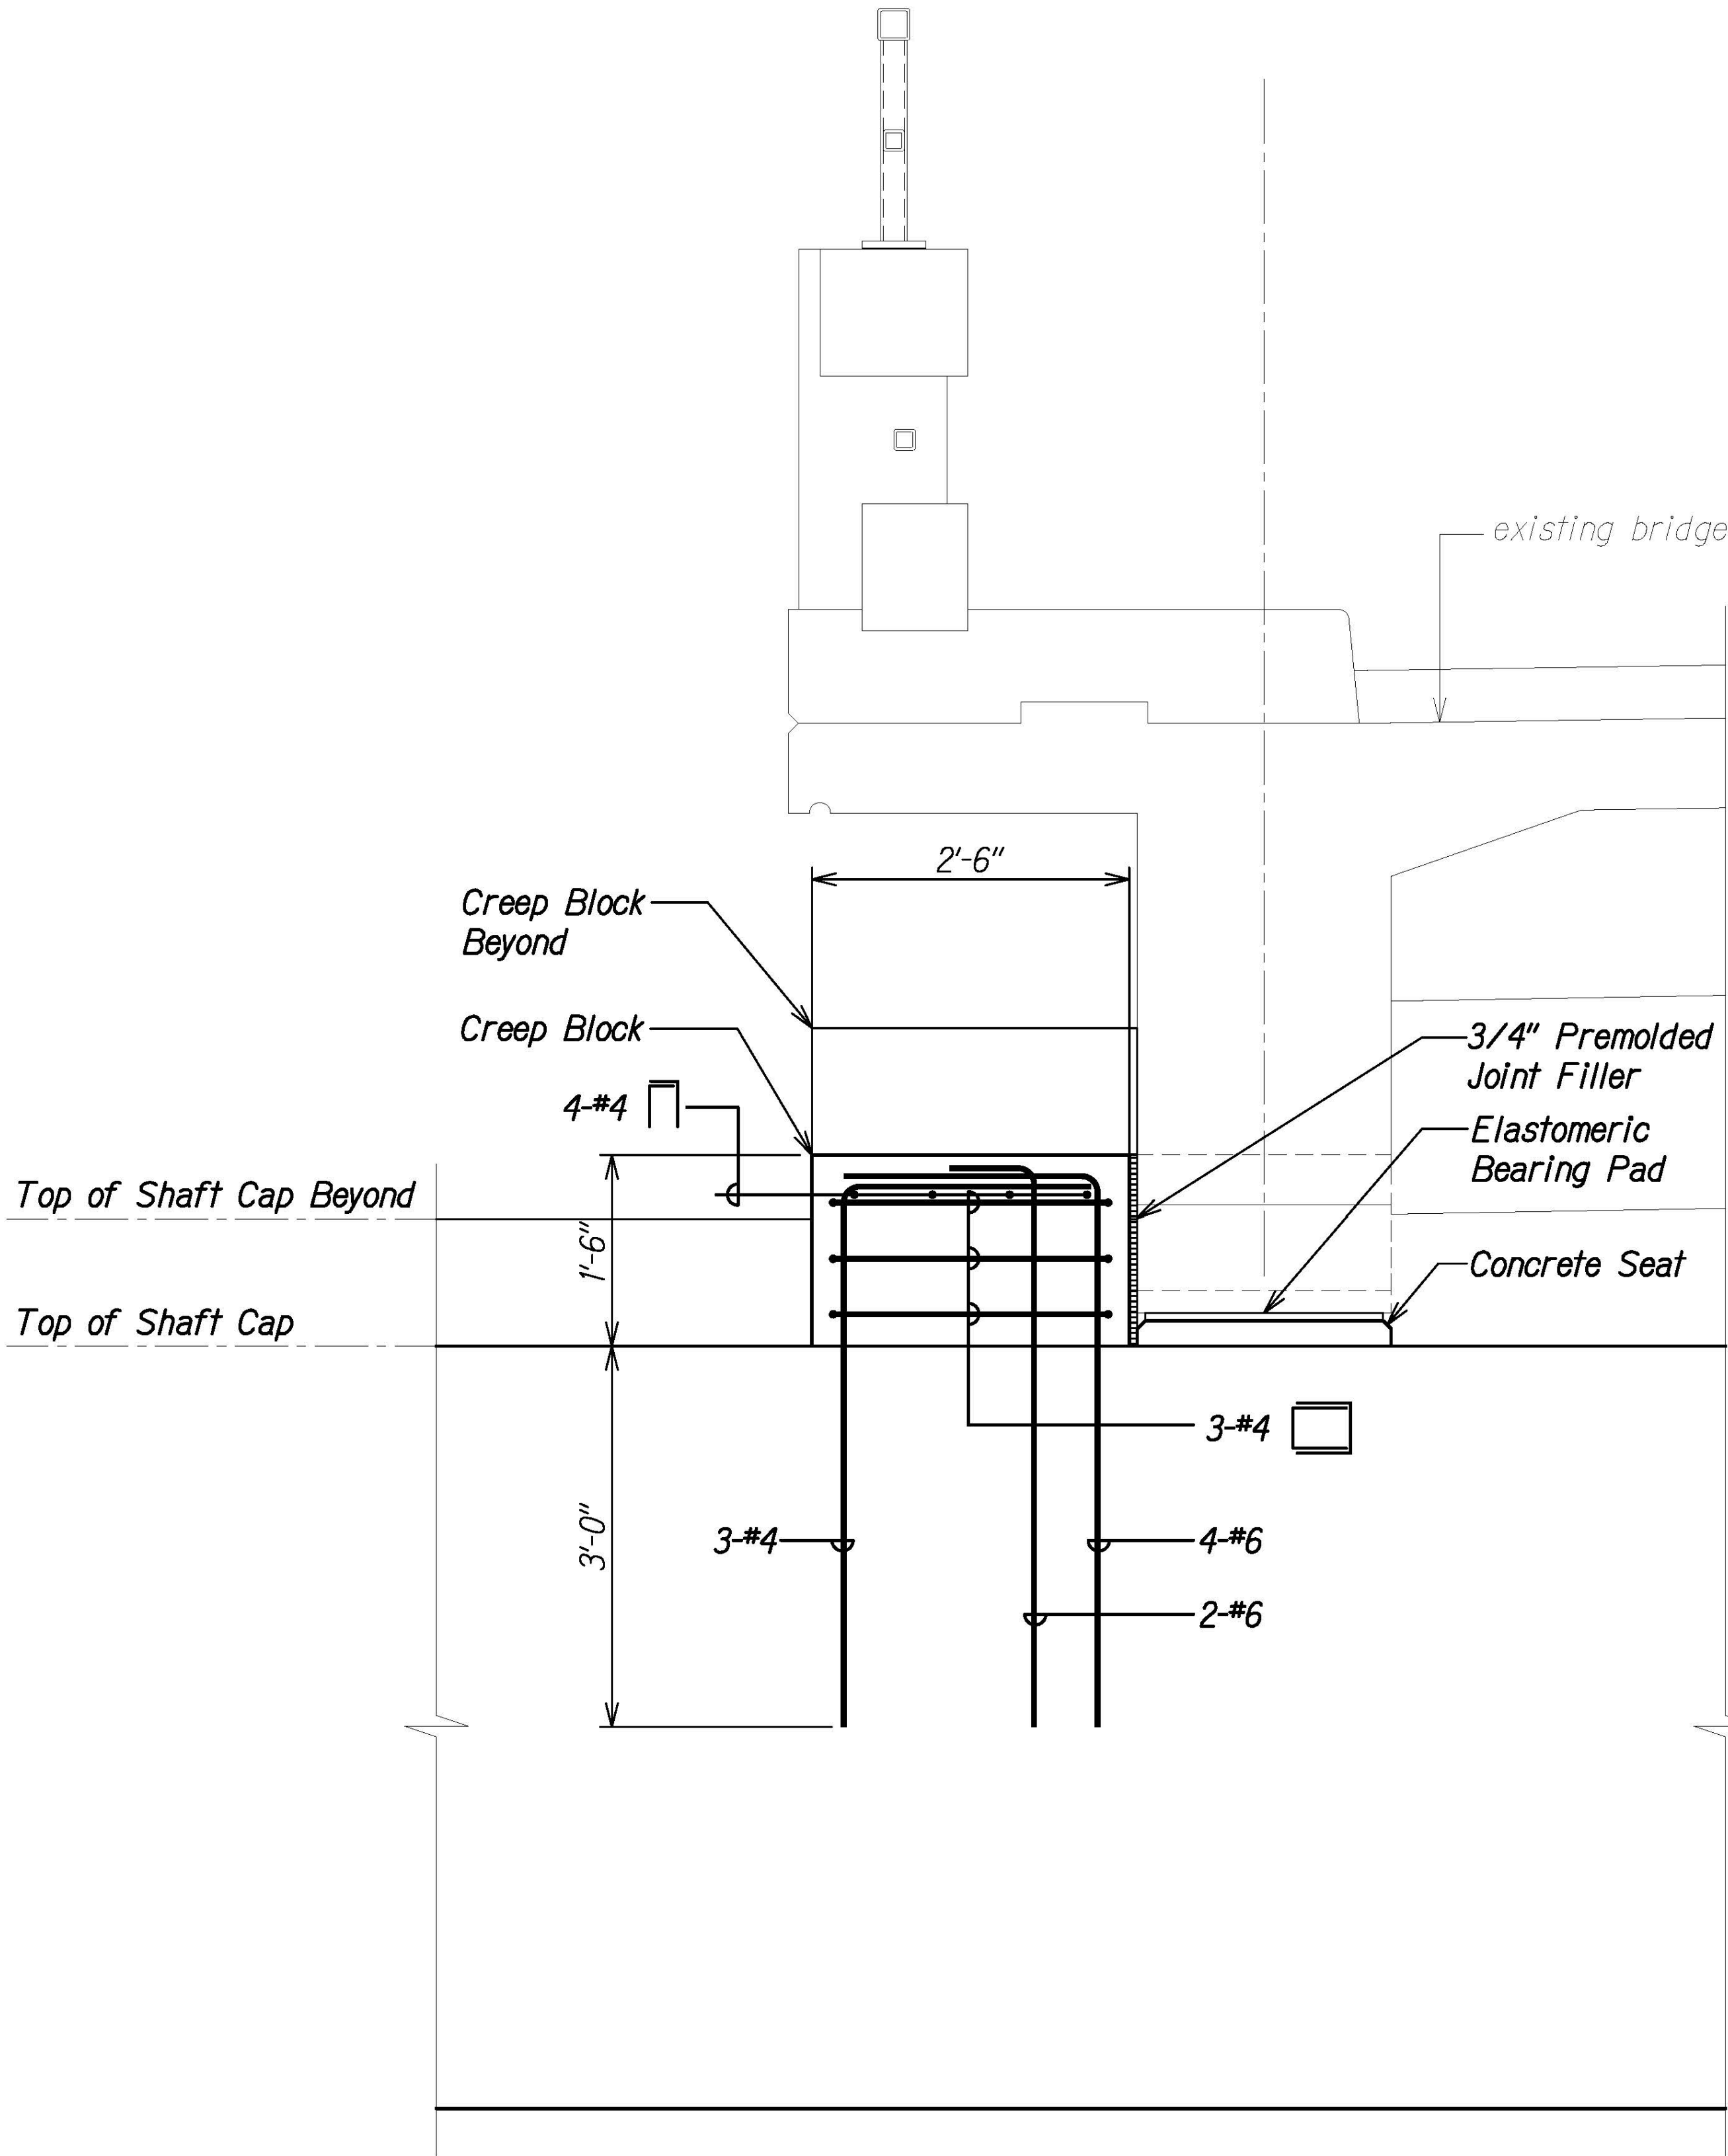 existing bridge
2'-6"
Creep Block
Beyond
Creep Block
3/4" Premolded
Joint Filler
4-#4
Elastomeric
Bearing Pad
Top of Shaft Cap Beyond
1'-6"
Concrete Seat
Top of Shaft Cap
3-#4
3'-0"
3-#4
4-#6
2-#6